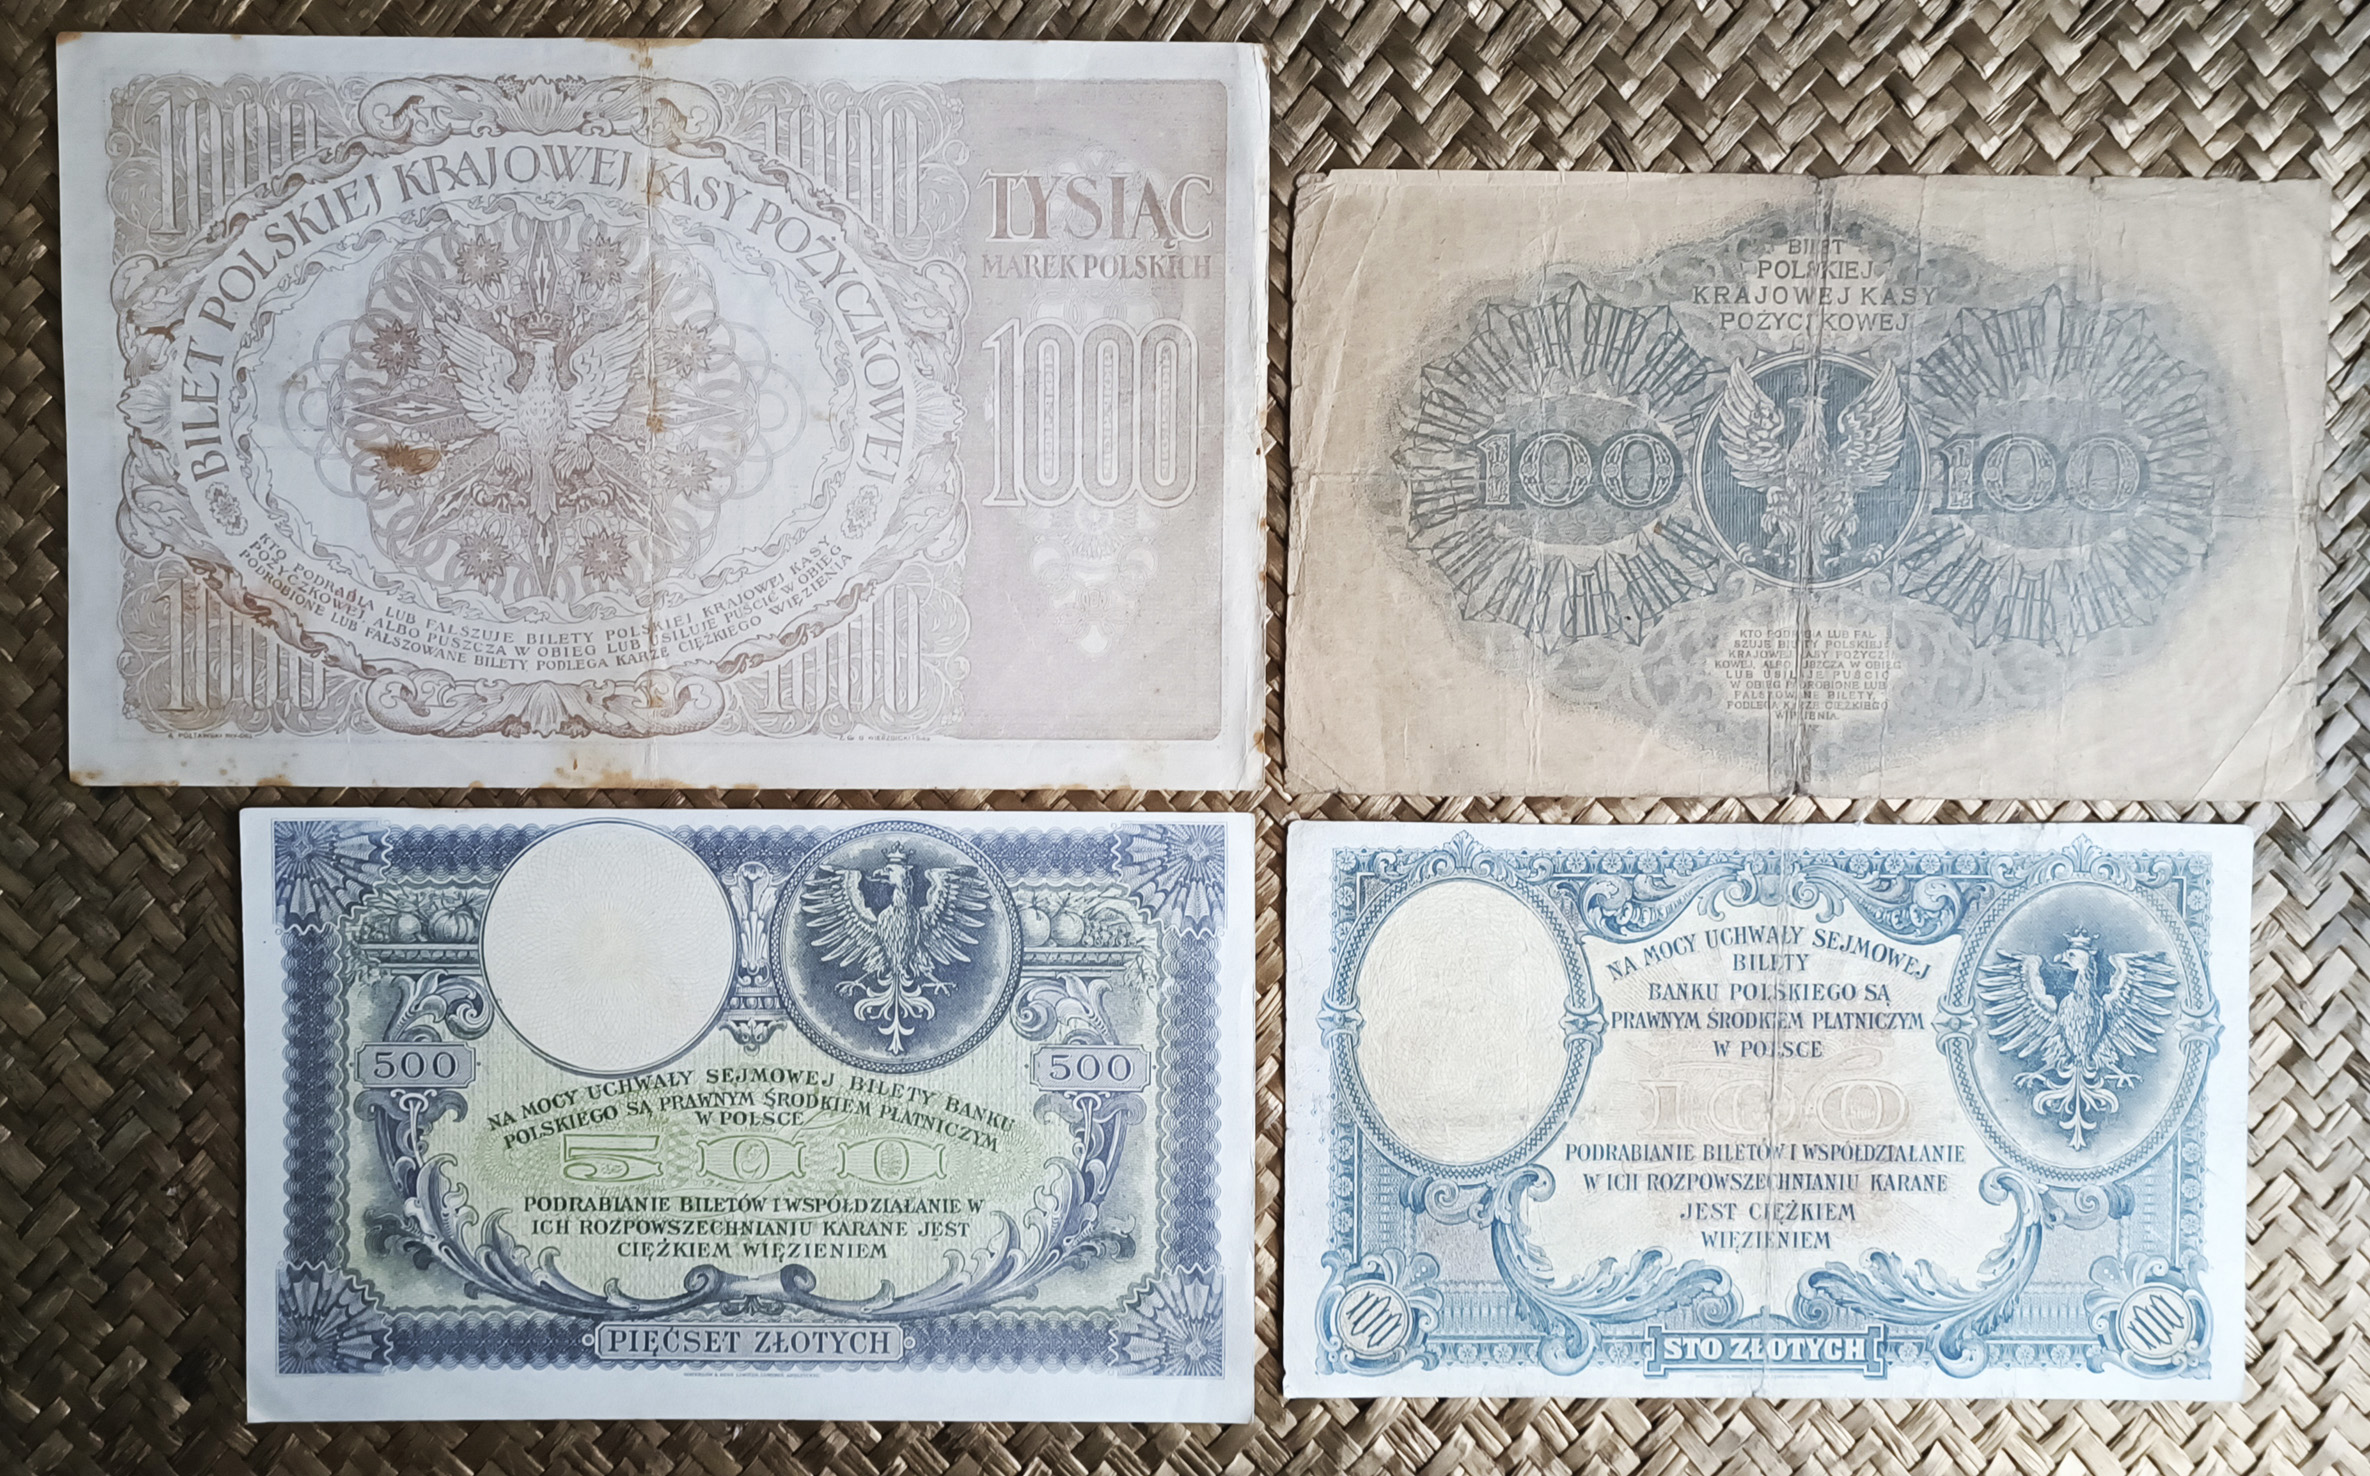 1000
1000
BILET POLSKIEJ KRAJOWEJ KASY POŻYCZKOWEJ
TYSIĄC
MAREK POLSKICH
1000
KTO PODRABIA LUB FAŁSZUJE BILETY POLSKIEJ KRAJOWEJ KASY
POŻYCZKOWEJ ALBO PUSZCZA W OBIEG LUB USIŁUJE PUŚCIĆ W OBIEG
PODROBIONE LUB FAŁSZOWANE BILETY, PODLEGA KARZE CIĘŻKIEGO WIĘZIENIA
1000
1000
BILET
POLSKIEJ
KRAJOWEJ KASY
POŻYCZKOWEJ
100
100
KTO PODRABIA LUB FAŁ-
SZUJE BILETY POLSKIEJ
KRAJOWEJ KASY POŻYCZ-
KOWEJ, ALBO PUSZCZA W OBIEG
LUB USIŁUJE PUŚCIĆ
W OBIEG PODROBIONE LUB
FAŁSZOWANE BILETY,
PODLEGA KARZE CIĘŻKIEGO
WIĘZIENIA.
500
500
NA MOCY UCHWAŁY SEJMOWEJ BILETY BANKU
POLSKIEGO SĄ PRAWNYM ŚRODKIEM PŁATNICZYM
W POLSCE
500
PODRABIANIE BILETÓW I WSPÓŁDZIAŁANIE W
ICH ROZPOWSZECHNIANIU KARANE JEST
CIĘŻKIEM WIĘZIENIEM
PIĘĆSET ZŁOTYCH
NA MOCY UCHWAŁY SEJMOWEJ
BILETY
BANKU POLSKIEGO SĄ
PRAWNYM ŚRODKIEM PŁATNICZYM
W POLSCE
100
PODRABIANIE BILETÓW I WSPÓŁDZIAŁANIE
W ICH ROZPOWSZECHNIANIU KARANE
JEST CIĘŻKIEM
WIĘZIENIEM
100
100
STO ZŁOTYCH